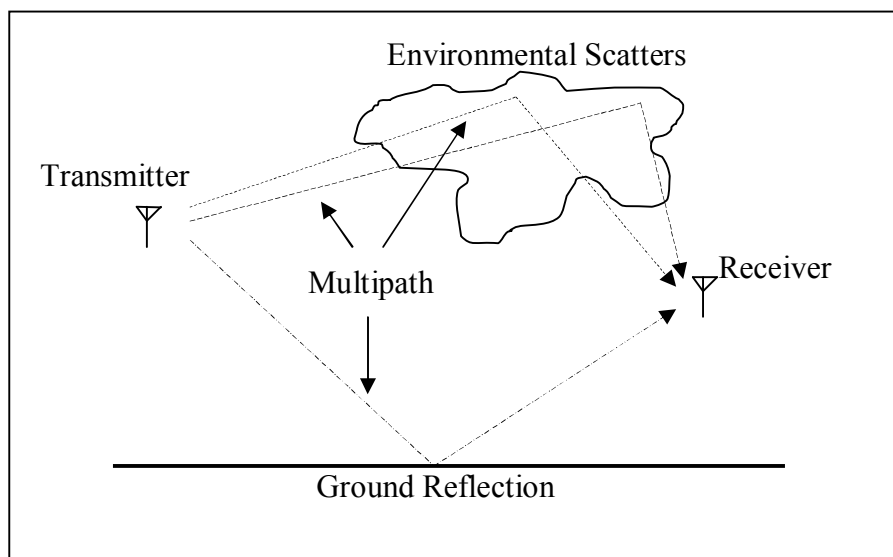 Environmental Scatters
Transmitter
Receiver
Multipath
Ground Reflection